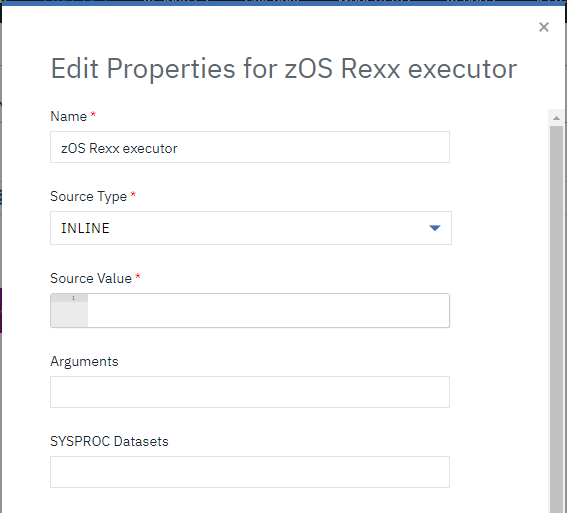 Edit Properties for zOS Rexx executor
Name *
zOS Rexx executor
Source Type *
INLINE
Source Value *
1
Arguments
SYSPROC Datasets